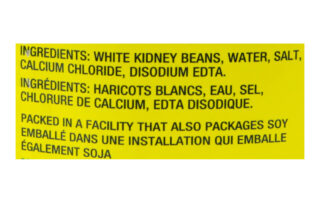 INGREDIENTS: WHITE KIDNEY BEANS, WATER, SALT,
CALCIUM CHLORIDE, DISODIUM EDTA.
INGRÉDIENTS: HARICOTS BLANCS, EAU, SEL,
CHLORURE DE CALCIUM, EDTA DISODIQUE.
PACKED IN A FACILITY THAT ALSO PACKAGES SOY
EMBALLÉ DANS UNE INSTALLATION QUI EMBALLE
ÉGALEMENT SOJA